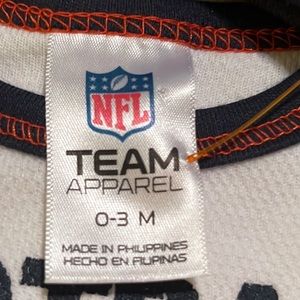 NFL
TEAM
APPAREL
0-3 M
MADE IN PHILIPPINES
HECHO EN FILIPINAS